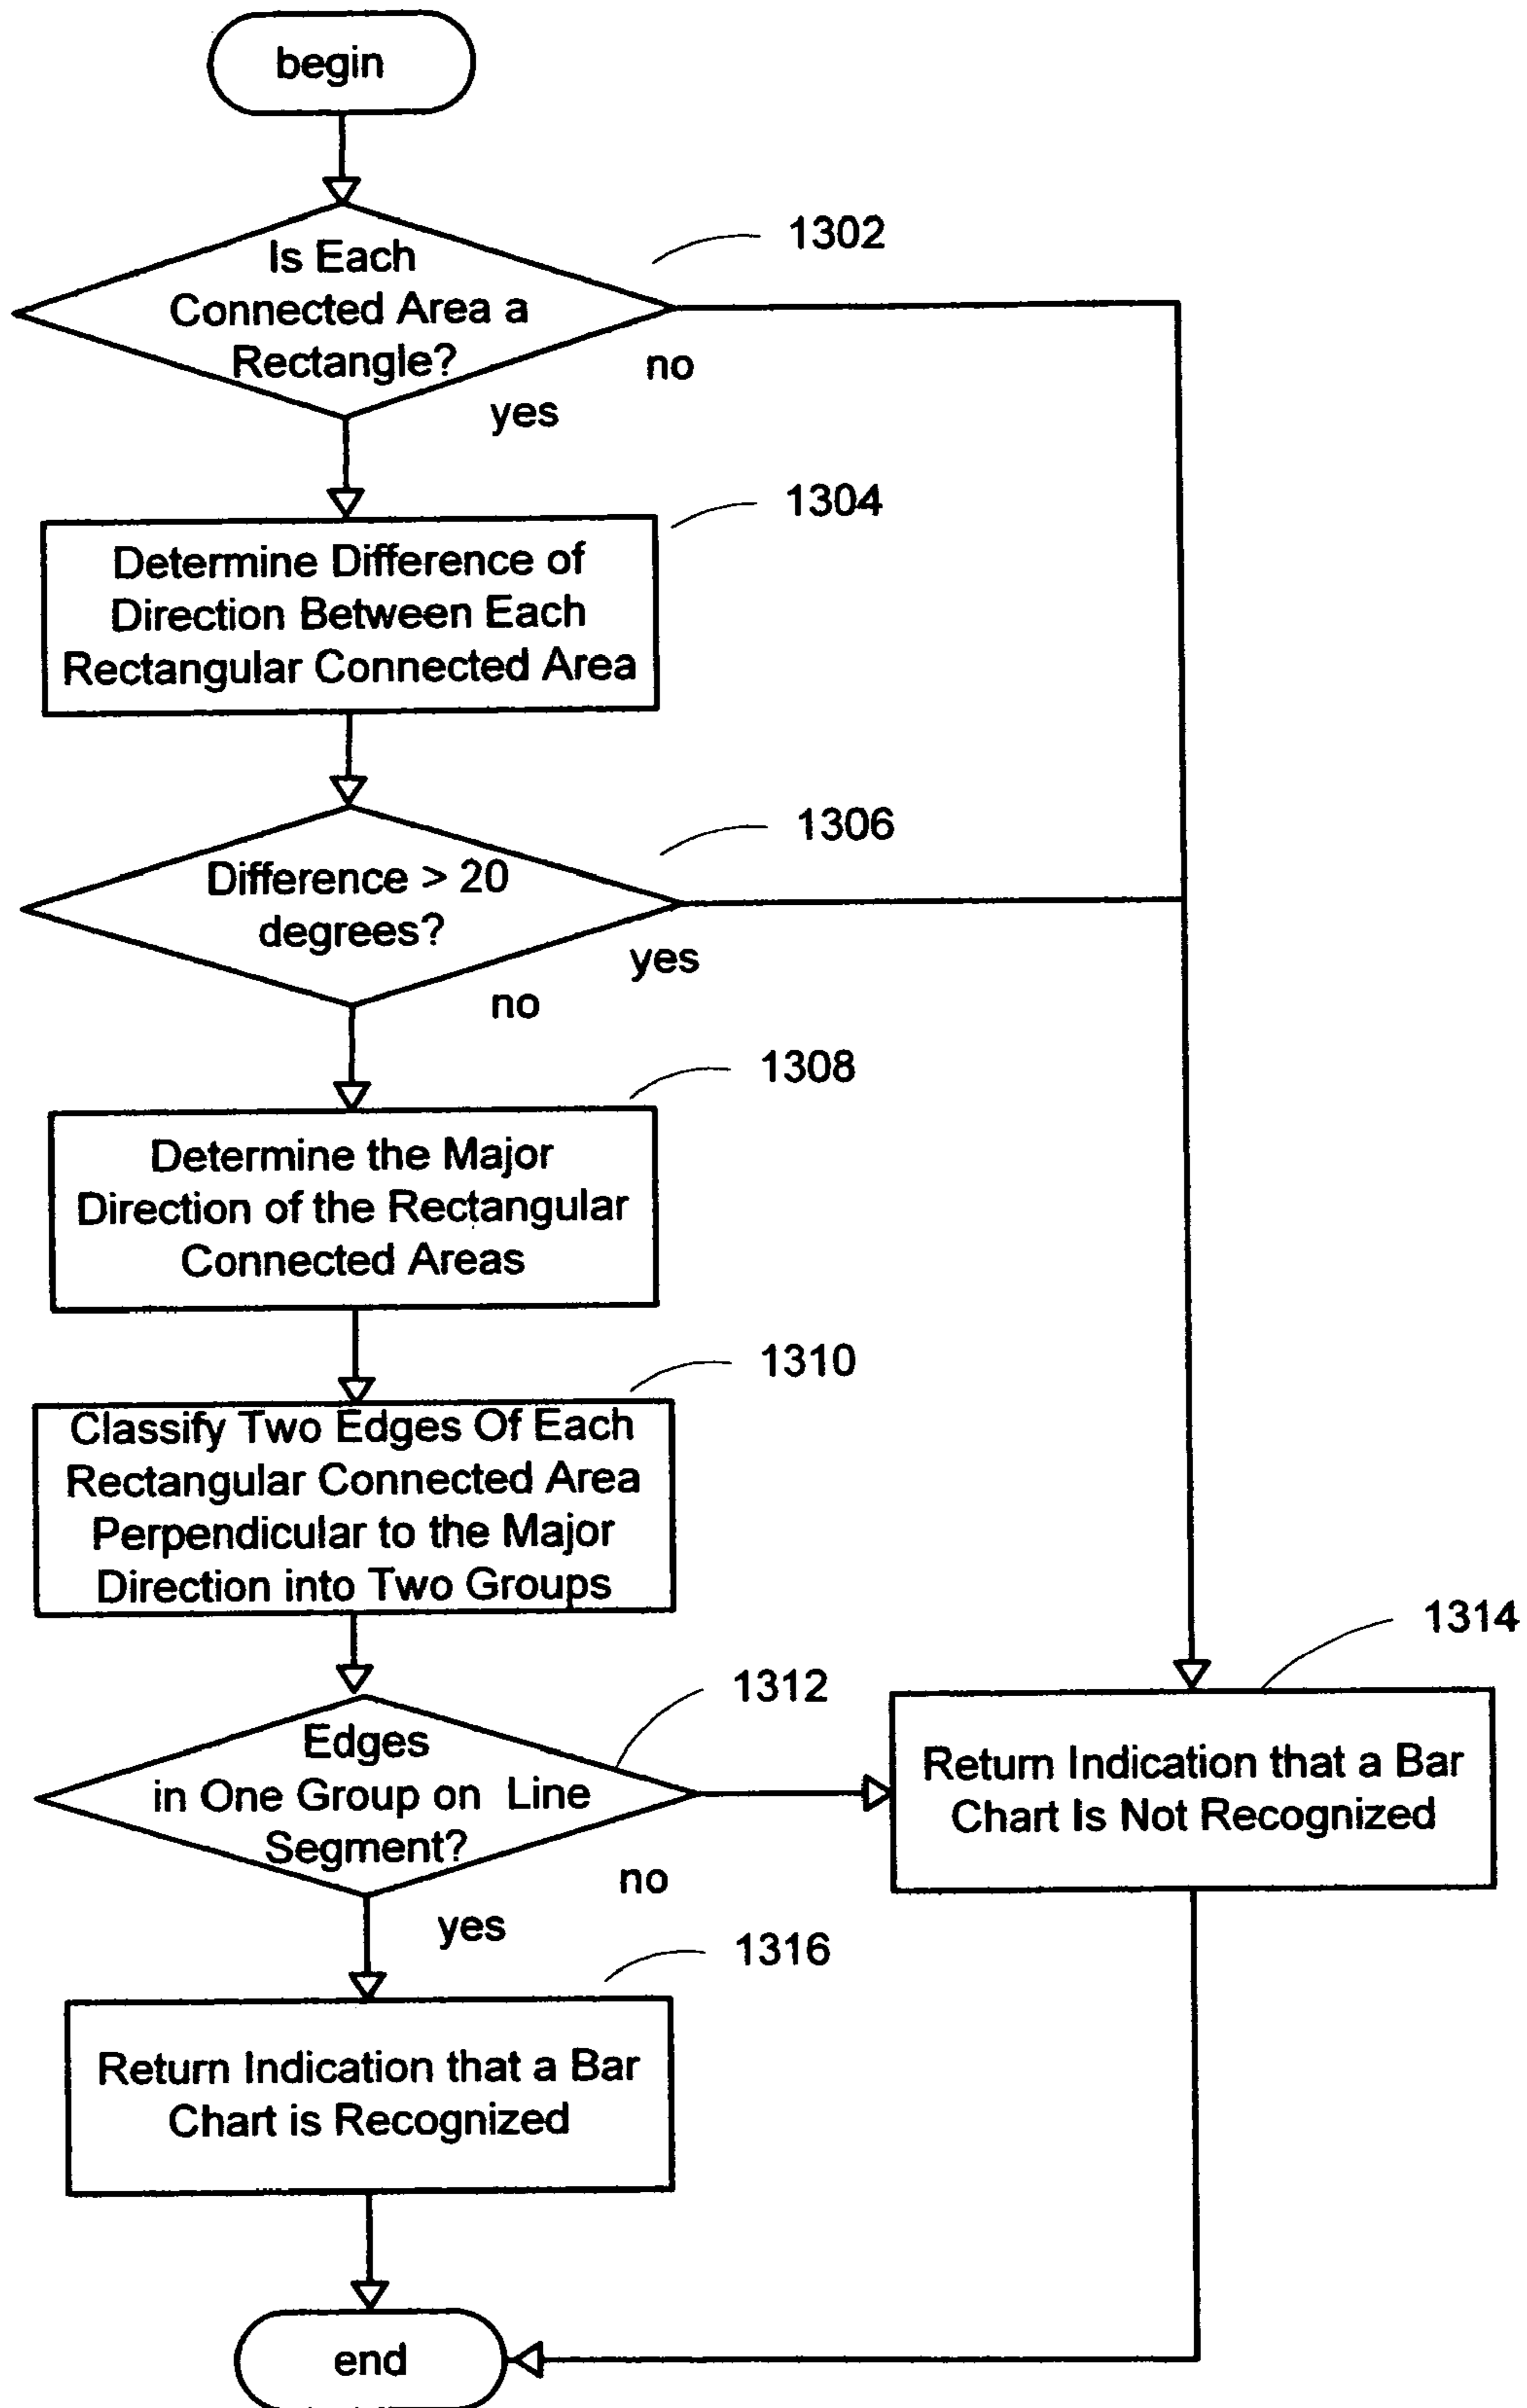 begin
1302
Is Each
Connected Area a
Rectangle?
no
yes
1304
Determine Difference of
Direction Between Each
Rectangular Connected Area
1306
Difference > 20
degrees?
yes
no
1308
Determine the Major
Direction of the Rectangular
Connected Areas
1310
Classify Two Edges Of Each
Rectangular Connected Area
Perpendicular to the Major
Direction into Two Groups
1312
Edges
in One Group on Line
Segment?
no
yes
1314
Return Indication that a Bar
Chart Is Not Recognized
1316
Return Indication that a Bar
Chart is Recognized
end